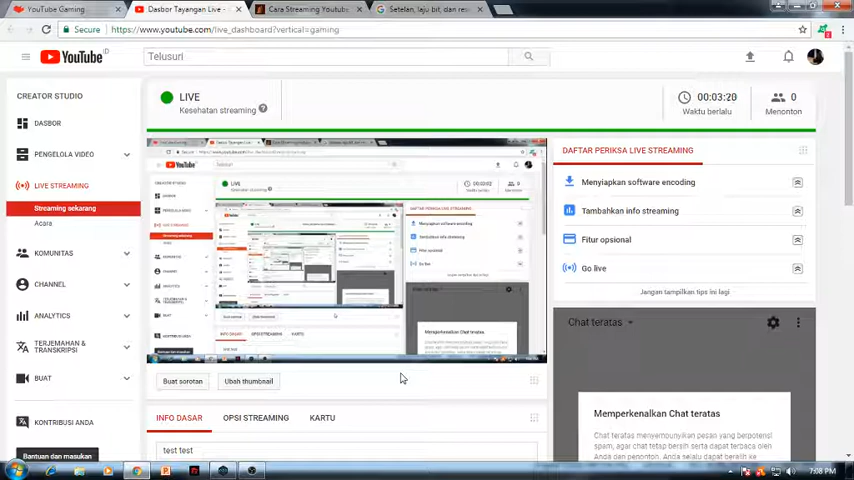 YouTube Gaming
Dasbor Tayangan Live -
Cara Streaming Youtube
Setelan, laju bit, dan res
Secure
https://www.youtube.com/live_dashboard?vertical=gaming
YouTube ID
Telusuri
CREATOR STUDIO
DASBOR
PENGELOLA VIDEO
LIVE STREAMING
Streaming sekarang
Acara
KOMUNITAS
CHANNEL
ANALYTICS
TERJEMAHAN &
TRANSKRIPSI
BUAT
KONTRIBUSI ANDA
Bantuan dan masukan
LIVE
Kesehatan streaming
00:03:20
Waktu berlalu
0
Menonton
Buat sorotan
Ubah thumbnail
INFO DASAR
OPSI STREAMING
KARTU
test test
DAFTAR PERIKSA LIVE STREAMING
Menyiapkan software encoding
Tambahkan info streaming
Fitur opsional
Go live
Jangan tampilkan tips ini lagi
Chat teratas
Memperkenalkan Chat teratas
Chat teratas menyembunyikan pesan yang berpotensi
spam, agar chat tetap bersih serta dapat terbaca oleh
Anda dan penonton. Anda selalu dapat beralih ke
7:08 PM